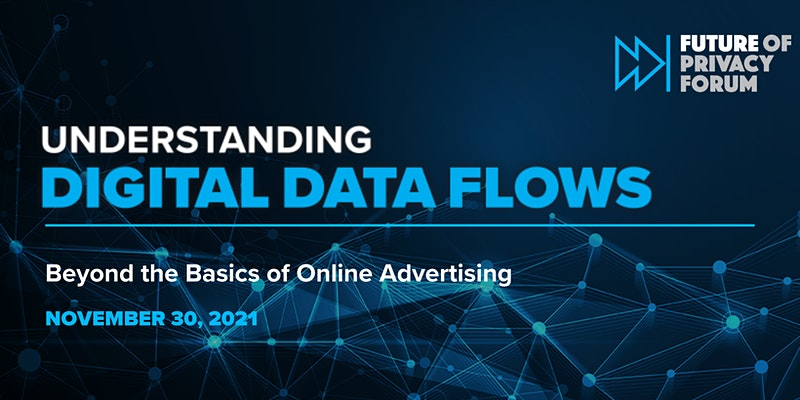 FUTURE OF
PRIVACY
FORUM
UNDERSTANDING
DIGITAL DATA FLOWS
Beyond the Basics of Online Advertising
NOVEMBER 30, 2021